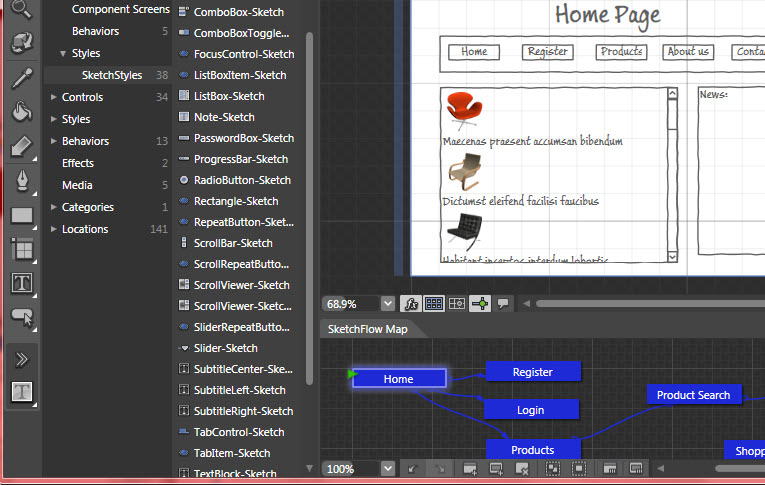 Component Screens
Behaviors 5
Styles
SketchStyles 38
Controls 34
Styles
Behaviors 13
Effects 2
Media 5
Categories 1
Locations 141
ComboBox-Sketch
ComboBoxToggle...
FocusControl-Sketch
ListBoxItem-Sketch
ListBox-Sketch
Note-Sketch
PasswordBox-Sketch
ProgressBar-Sketch
RadioButton-Sketch
Rectangle-Sketch
RepeatButton-Sket...
ScrollBar-Sketch
ScrollRepeatButto...
ScrollViewer-Sketch
ScrollViewer-Sketc...
SliderRepeatButto...
Slider-Sketch
SubtitleCenter-Ske...
SubtitleLeft-Sketch
SubtitleRight-Sketch
TabControl-Sketch
TabItem-Sketch
TextBlock-Sketch
Home Page
Home Register Products About us Conta
News:
Maecenas praesent accumsan bibendum
Dictumst eleifend facilisi faucibus
Habitant inceptos interdum lobortis
68.9% fx
SketchFlow Map
Home
Register
Login
Products
Product Search
Shopp
100%
T
T